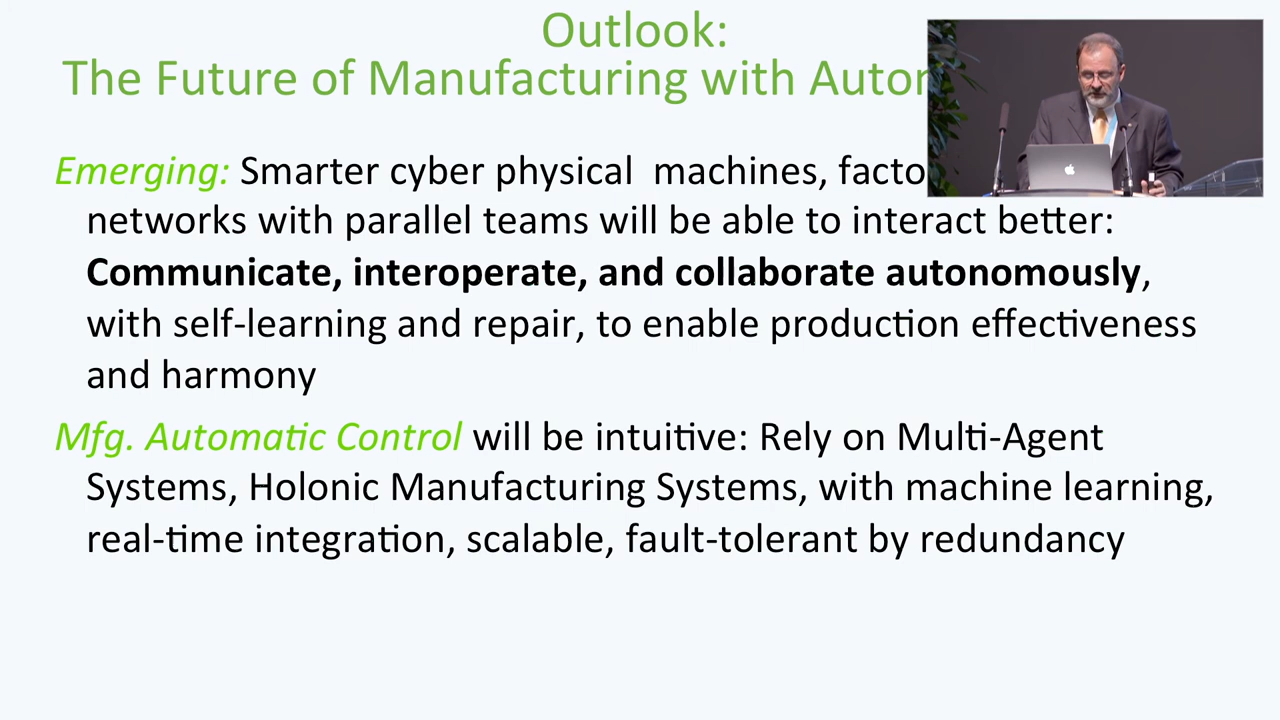 Outlook:
The Future of Manufacturing with
Emerging: Smarter cyber physical machines,
networks with parallel teams will be able to interact better:
Communicate, interoperate, and collaborate autonomously,
with self-learning and repair, to enable production effectiveness
and harmony
Mfg. Automatic Control will be intuitive: Rely on Multi-Agent
Systems, Holonic Manufacturing Systems, with machine learning,
real-time integration, scalable, fault-tolerant by redundancy